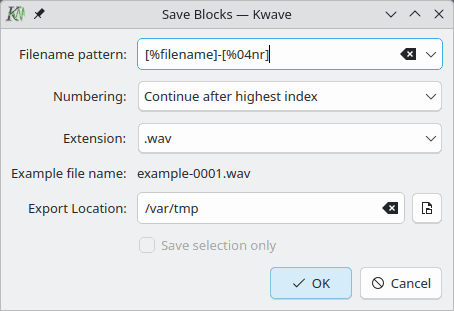 Save Blocks — Kwave
Filename pattern: [%filename]-[%04nr]
Numbering: Continue after highest index
Extension: .wav
Example file name: example-0001.wav
Export Location: /var/tmp
Save selection only
OK Cancel